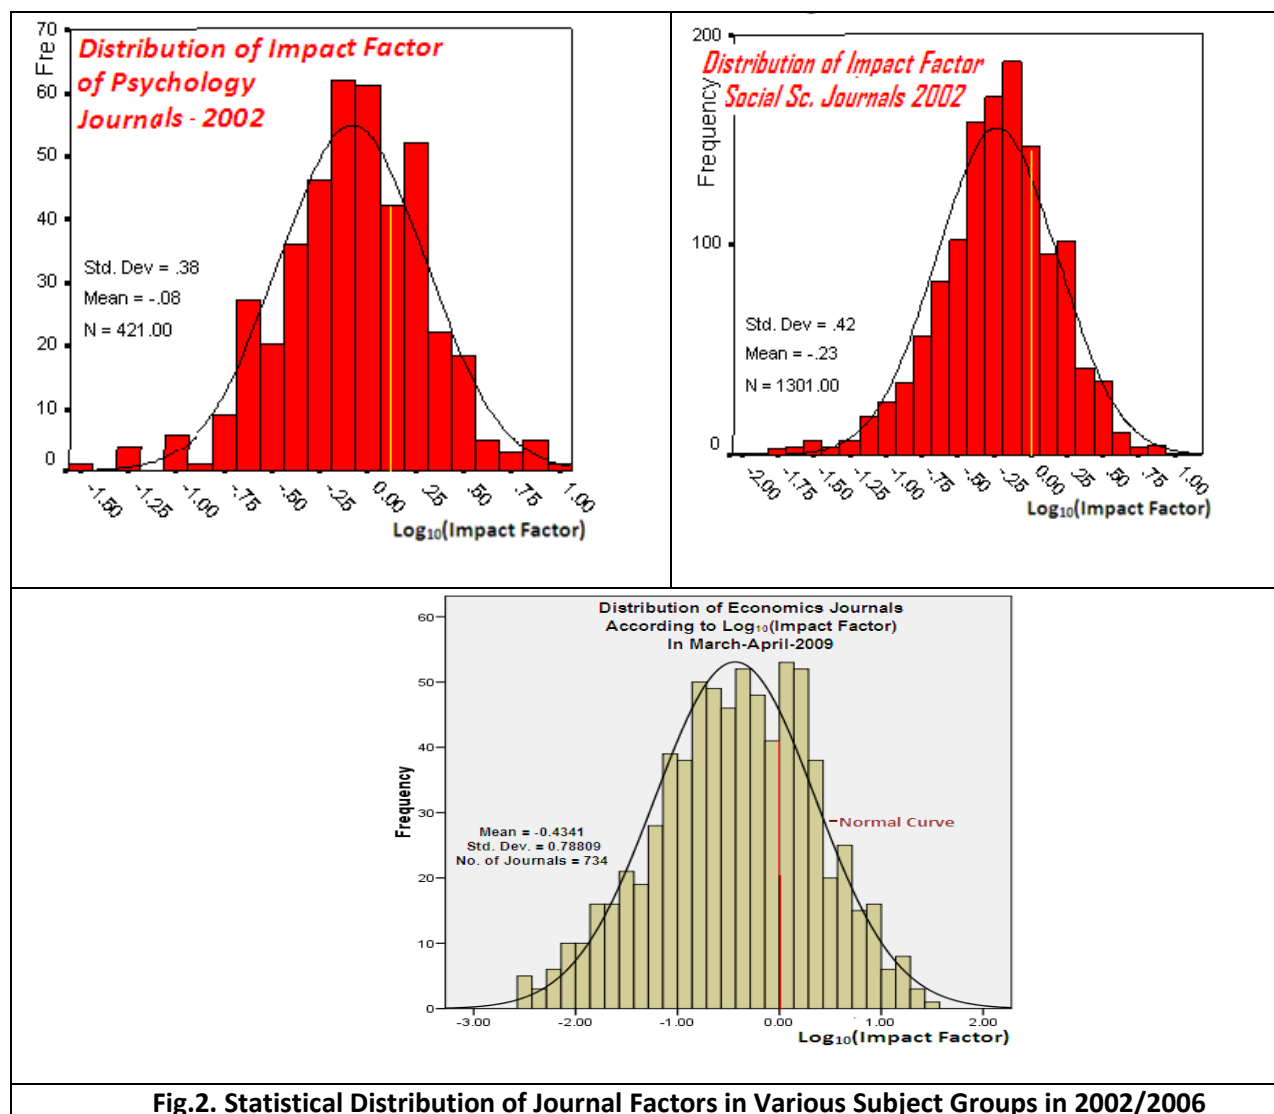 Distribution of Impact Factor
of Psychology
Journals - 2002
Fre
70
60
50
40
30
20
10
0
Std. Dev = .38
Mean = -.08
N = 421.00
-1.50
-1.25
-1.00
-.75
-.50
-.25
0.00
.25
.50
.75
1.00
Log₁₀(Impact Factor)
Distribution of Impact Factor
Social Sc. Journals 2002
Frequency
200
100
0
Std. Dev = .42
Mean = -.23
N = 1301.00
-2.00
-1.75
-1.50
-1.25
-1.00
-.75
-.50
-.25
0.00
.25
.50
.75
1.00
Log₁₀(Impact Factor)
Distribution of Economics Journals
According to Log₁₀(Impact Factor)
In March-April-2009
Frequency
60
50
40
30
20
10
0
Normal Curve
Mean = -0.4341
Std. Dev. = 0.78809
No. of Journals = 734
-3.00
-2.00
-1.00
0.00
1.00
2.00
Log₁₀(Impact Factor)
Fig.2. Statistical Distribution of Journal Factors in Various Subject Groups in 2002/2006